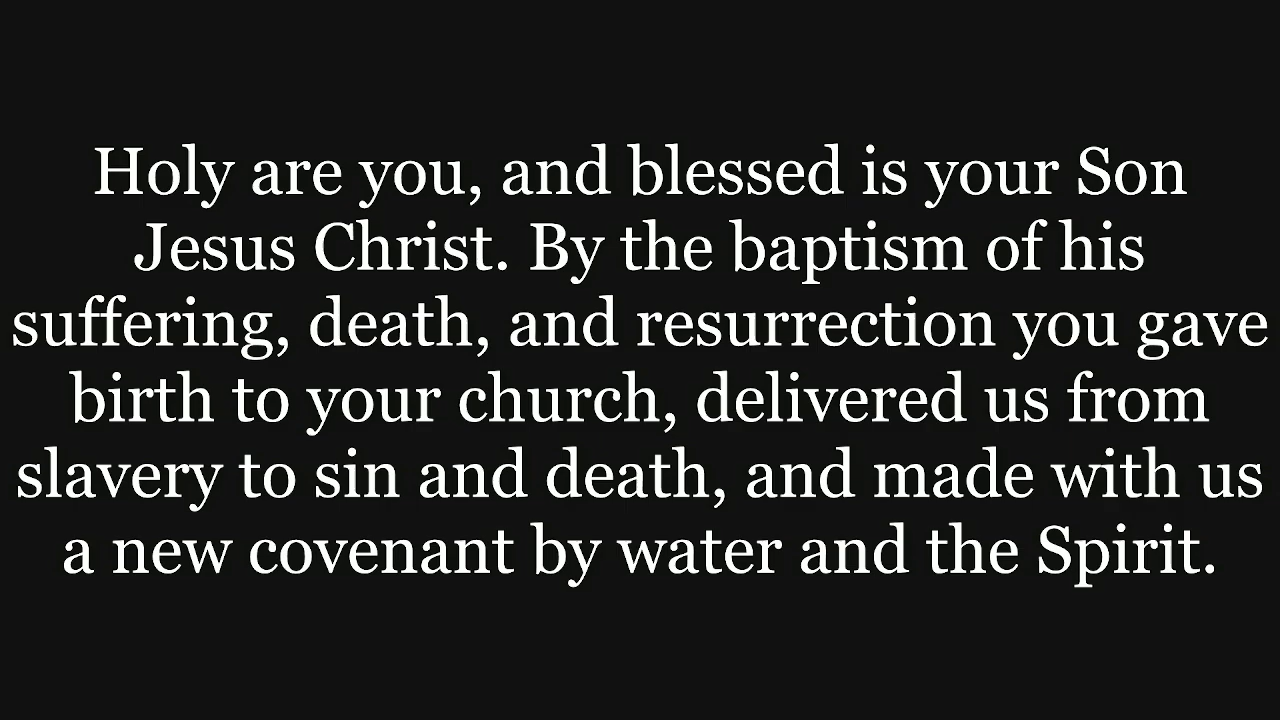 Holy are you, and blessed is your Son
Jesus Christ. By the baptism of his
suffering, death, and resurrection you gave
birth to your church, delivered us from
slavery to sin and death, and made with us
a new covenant by water and the Spirit.